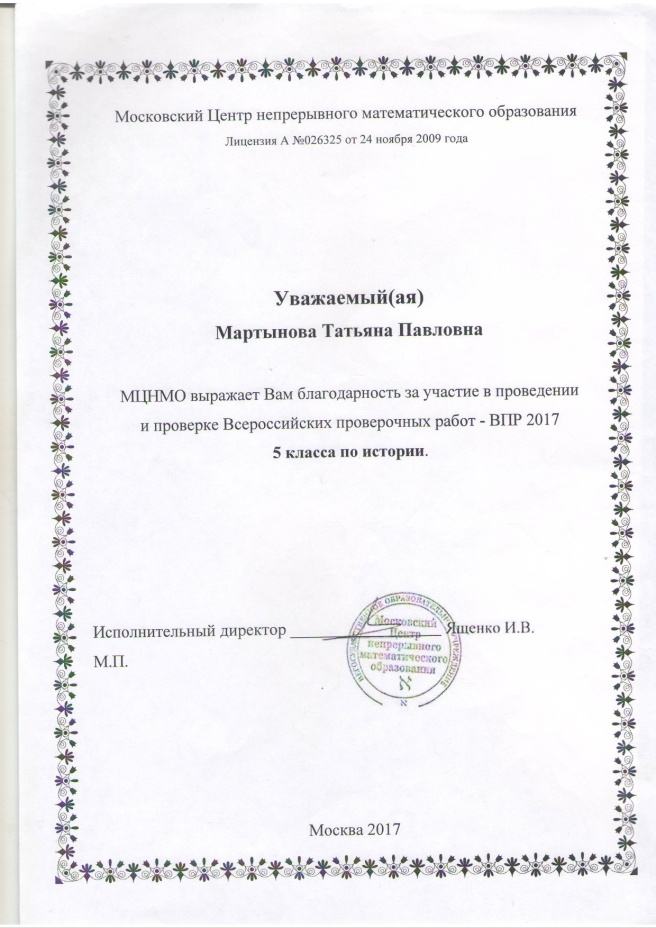 Московский Центр непрерывного математического образования
Лицензия А №026325 от 24 ноября 2009 года
Уважаемый(ая)
Мартынова Татьяна Павловна
МЦНМО выражает Вам благодарность за участие в проведении
и проверке Всероссийских проверочных работ - ВПР 2017
5 класса по истории.
Исполнительный директор Ященко И.В.
М.П.
Московский
Центр
непрерывного
математического
образования
ℵ
Москва 2017